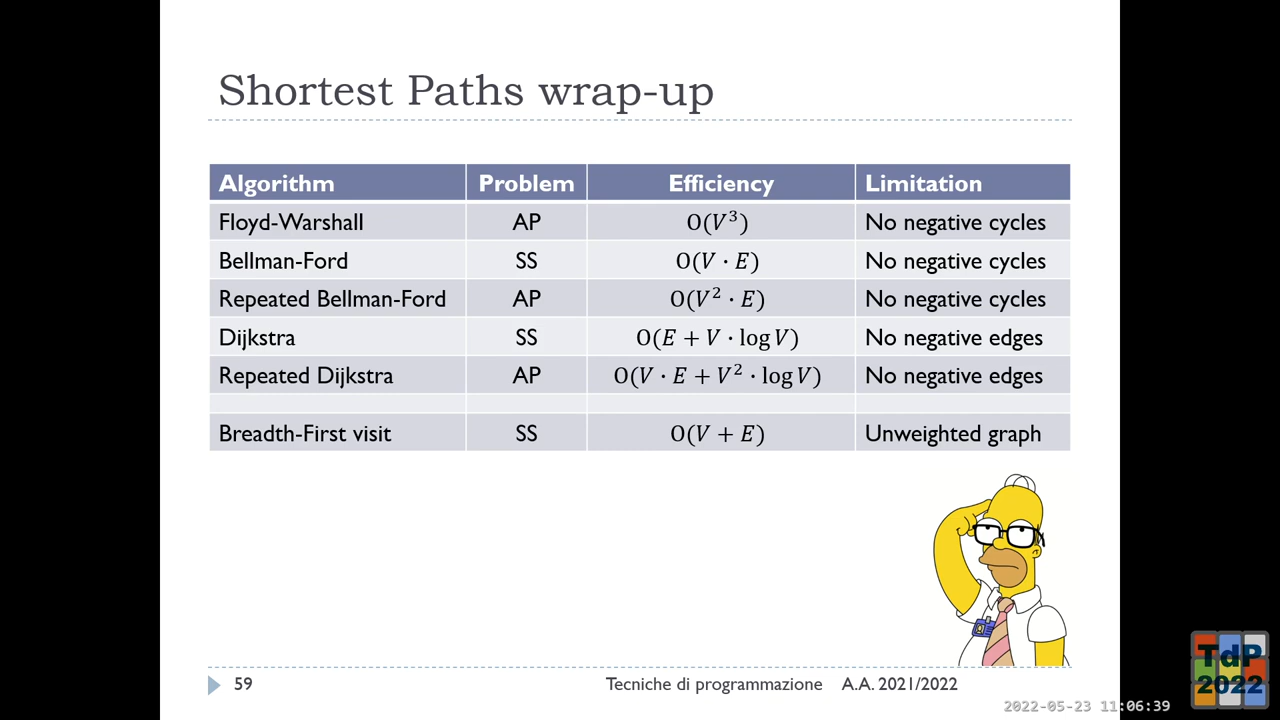 Shortest Paths wrap-up
Algorithm Problem Efficiency Limitation
Floyd-Warshall AP O(V³) No negative cycles
Bellman-Ford SS O(V · E) No negative cycles
Repeated Bellman-Ford AP O(V² · E) No negative cycles
Dijkstra SS O(E + V · log V) No negative edges
Repeated Dijkstra AP O(V · E + V² · log V) No negative edges
Breadth-First visit SS O(V + E) Unweighted graph
59 Tecniche di programmazione A.A. 2021/2022
TdP
2022
2022-05-23 11:06:39